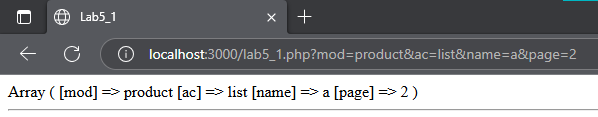 Lab5_1
localhost:3000/lab5_1.php?mod=product&ac=list&name=a&page=2
Array ( [mod] => product [ac] => list [name] => a [page] => 2 )